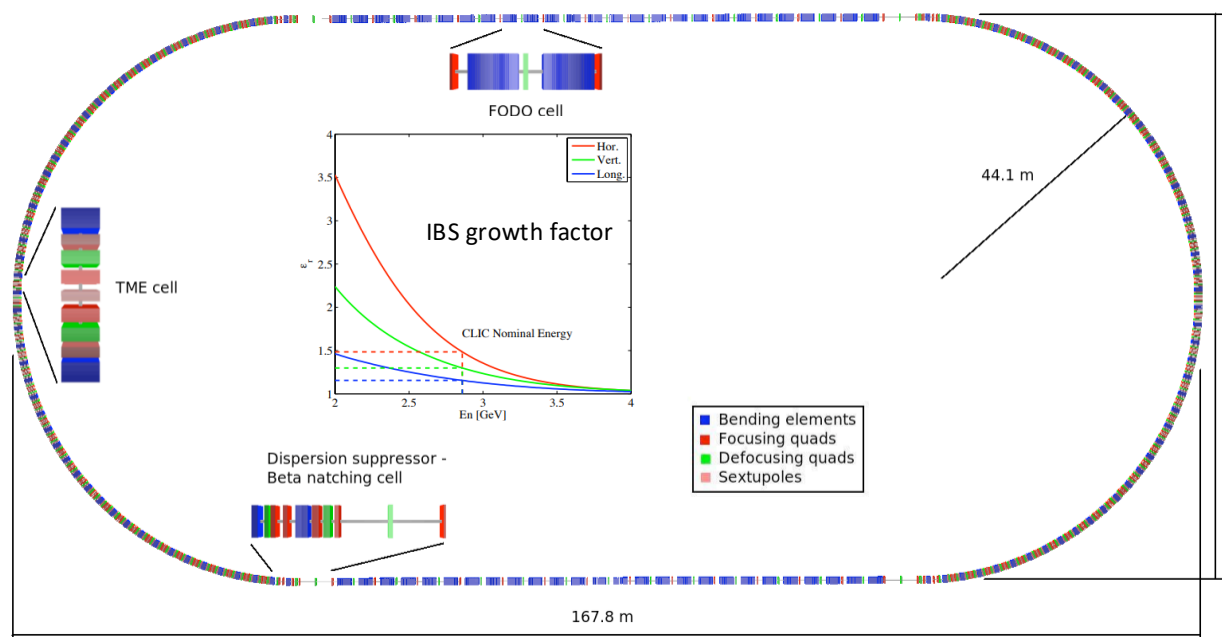 FODO cell
4
3.5
3
2.5
2
1.5
1
2
2.5
3
3.5
4
ε_r
En [GeV]
Hor.
Vert.
Long.
IBS growth factor
CLIC Nominal Energy
44.1 m
TME cell
Bending elements
Focusing quads
Defocusing quads
Sextupoles
Dispersion suppressor -
Beta natching cell
167.8 m